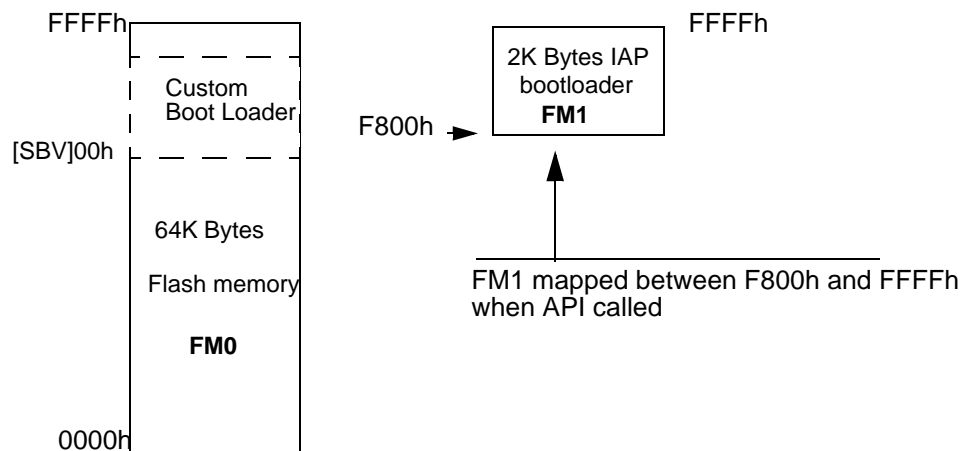 FFFFh
Custom
Boot Loader
[SBV]00h
64K Bytes
Flash memory
FM0
0000h
FFFFh
2K Bytes IAP
bootloader
FM1
F800h
FM1 mapped between F800h and FFFFh
when API called